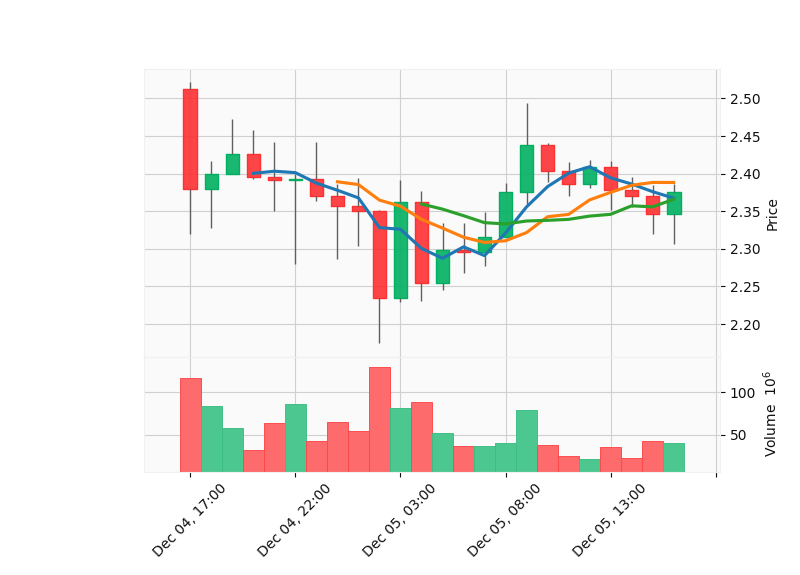 2.50
2.45
2.40
2.35
2.30
2.25
2.20
Price
100
50
Volume 10^6
Dec 04, 17:00
Dec 04, 22:00
Dec 05, 03:00
Dec 05, 08:00
Dec 05, 13:00